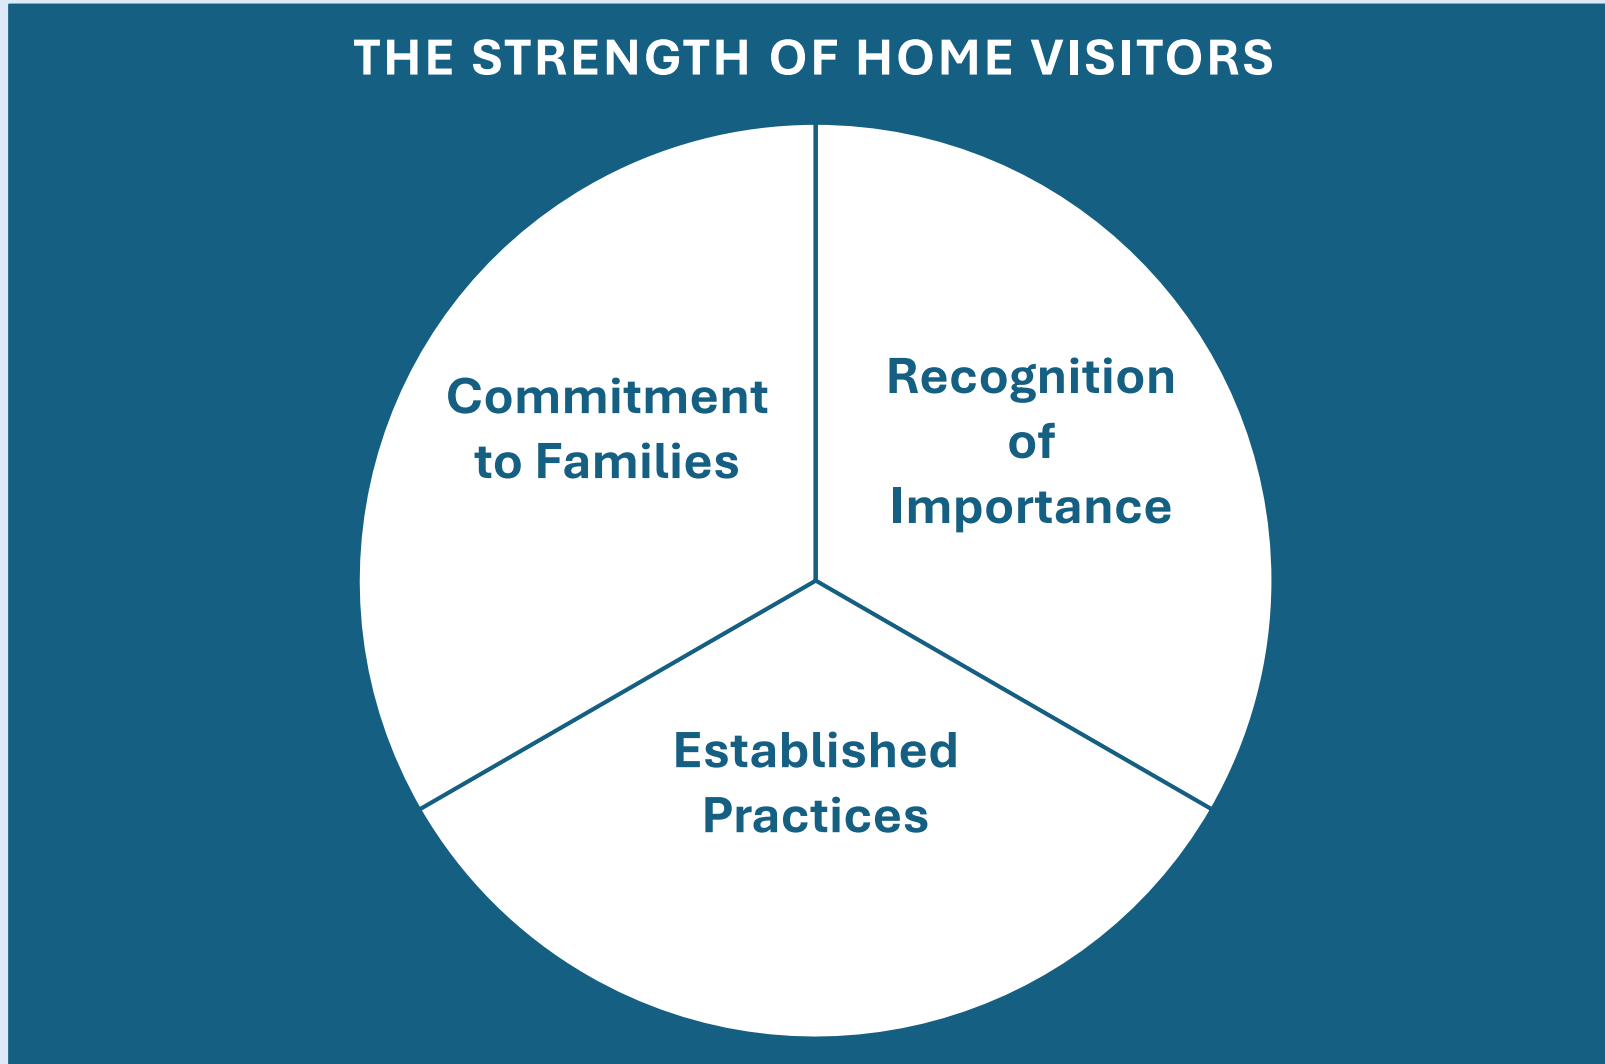 THE STRENGTH OF HOME VISITORS
Commitment
to Families
Recognition
of
Importance
Established
Practices